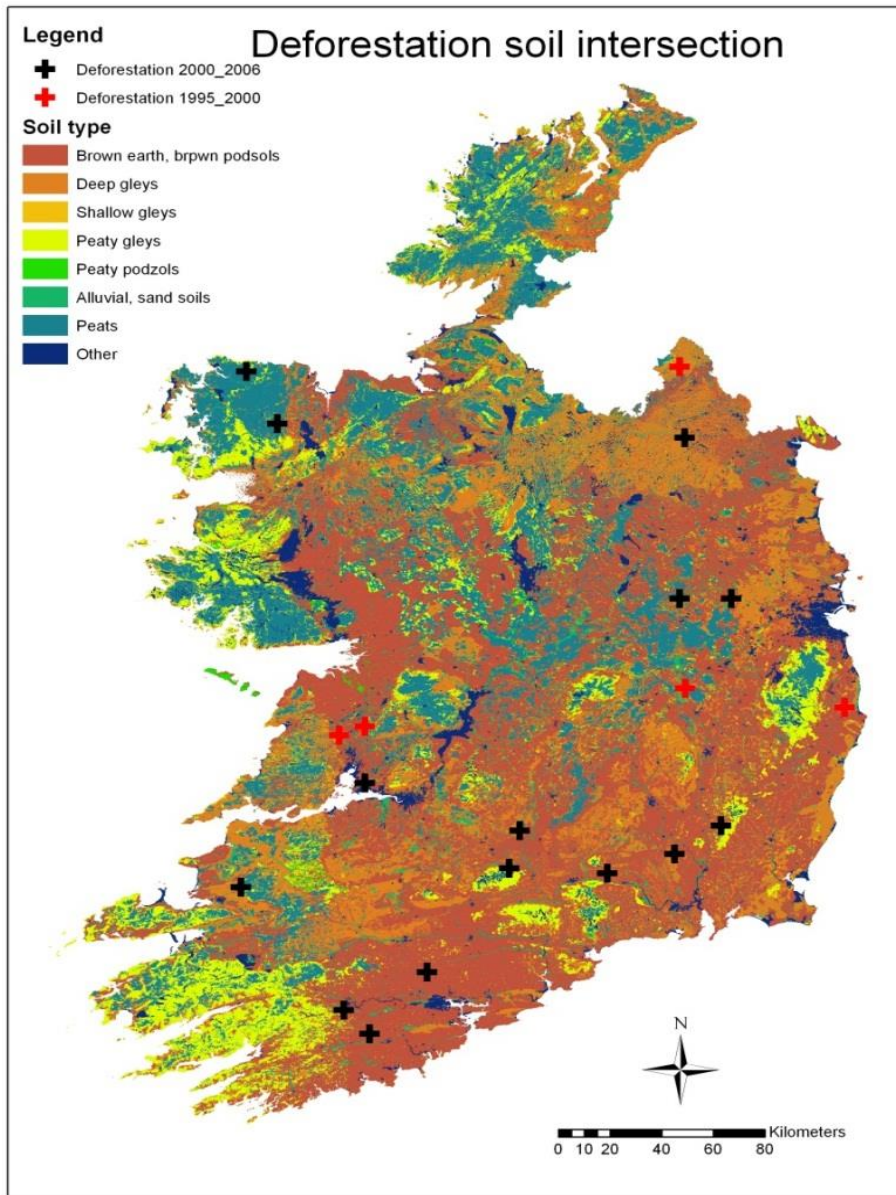 Deforestation soil intersection
Legend
Deforestation 2000_2006
Deforestation 1995_2000
Soil type
Brown earth, brpwn podsols
Deep gleys
Shallow gleys
Peaty gleys
Peaty podzols
Alluvial, sand soils
Peats
Other
N
Kilometers
0 10 20 40 60 80